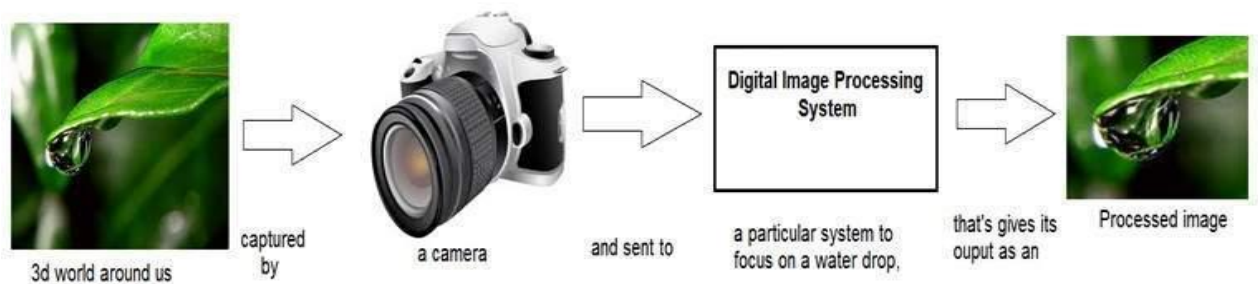 3d world around us
captured
by
a camera
and sent to
Digital Image Processing
System
a particular system to
focus on a water drop,
that's gives its
ouput as an
Processed image